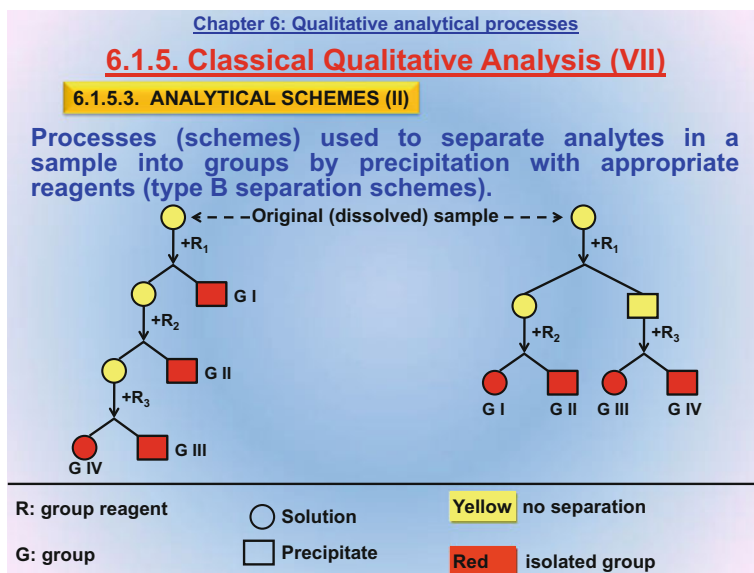 Chapter 6: Qualitative analytical processes
6.1.5. Classical Qualitative Analysis (VII)
6.1.5.3. ANALYTICAL SCHEMES (II)
Processes (schemes) used to separate analytes in a
sample into groups by precipitation with appropriate
reagents (type B separation schemes).
Original (dissolved) sample
+R₁
G I
+R₂
G II
+R₃
G III
G IV
+R₁
+R₂
+R₃
G I
G II
G III
G IV
R: group reagent
G: group
Solution
Precipitate
Yellow no separation
Red isolated group